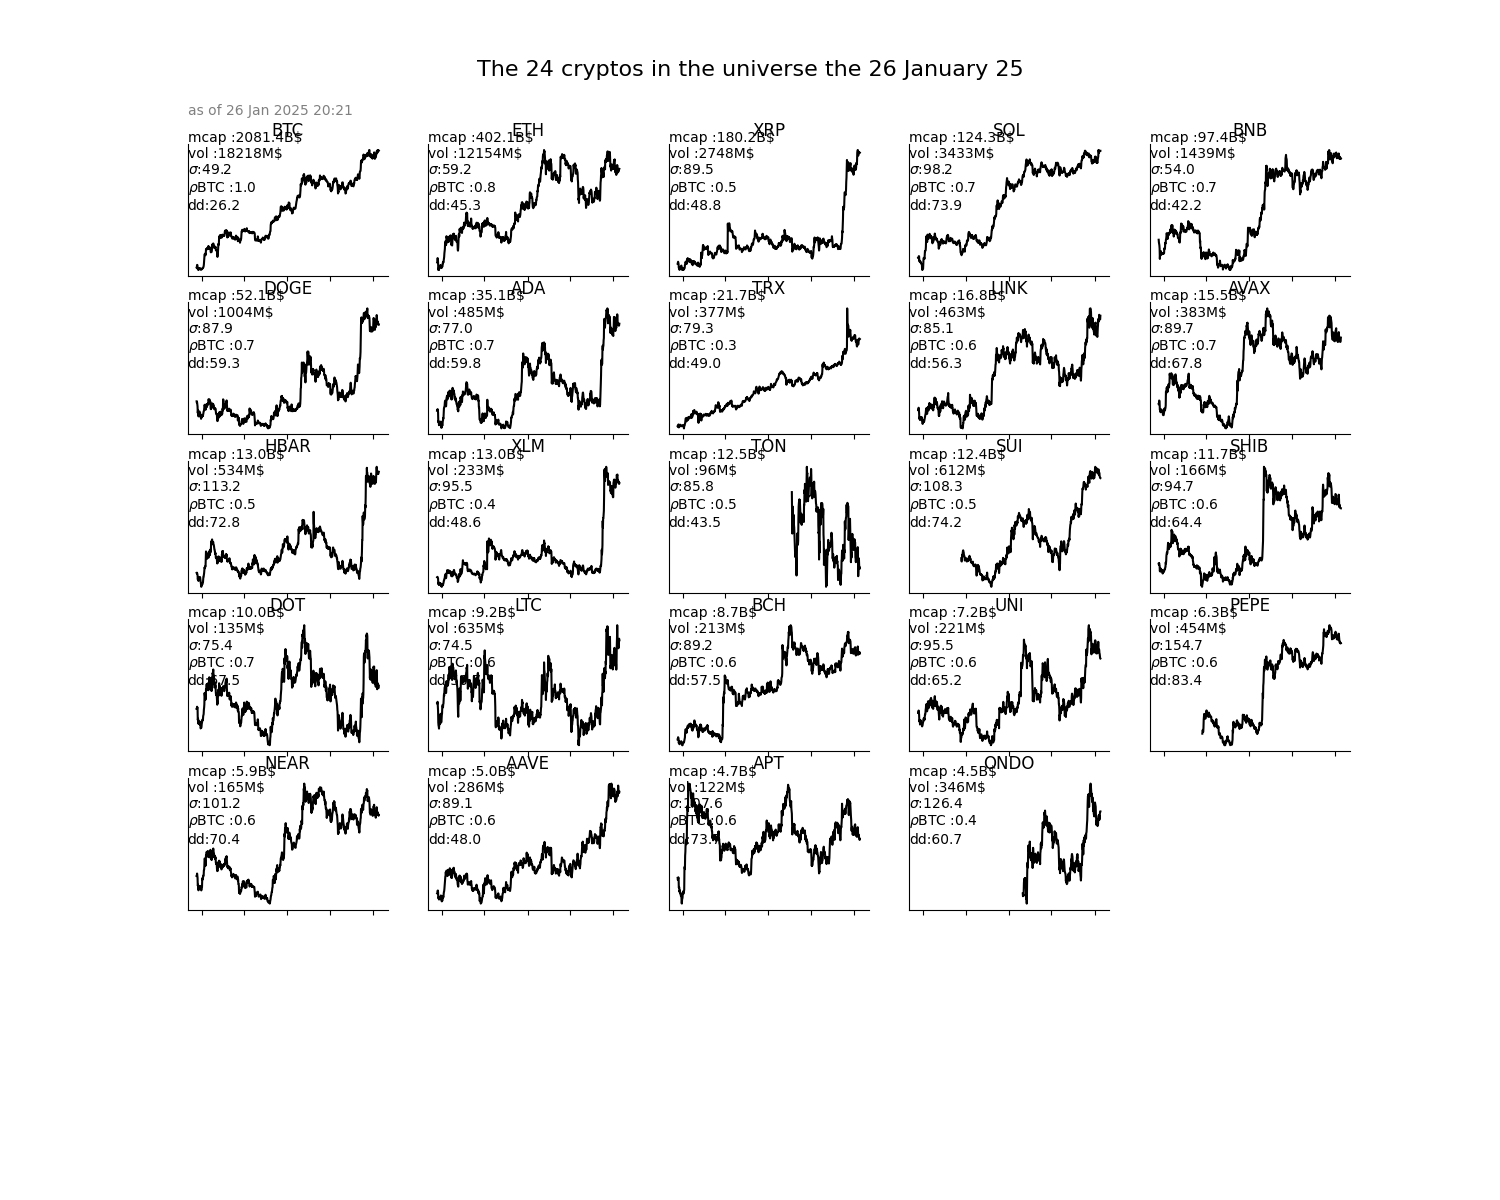 The 24 cryptos in the universe the 26 January 25
as of 26 Jan 2025 20:21
BTC
mcap :2081.4B$
vol :18218M$
σ:49.2
ρBTC :1.0
dd:26.2
ETH
mcap :402.1B$
vol :12154M$
σ:59.2
ρBTC :0.8
dd:45.3
XRP
mcap :180.2B$
vol :2748M$
σ:89.5
ρBTC :0.5
dd:48.8
SOL
mcap :124.3B$
vol :3433M$
σ:98.2
ρBTC :0.7
dd:73.9
BNB
mcap :97.4B$
vol :1439M$
σ:54.0
ρBTC :0.7
dd:42.2
DOGE
mcap :52.1B$
vol :1004M$
σ:87.9
ρBTC :0.7
dd:59.3
ADA
mcap :35.1B$
vol :485M$
σ:77.0
ρBTC :0.7
dd:59.8
TRX
mcap :21.7B$
vol :377M$
σ:79.3
ρBTC :0.3
dd:49.0
LINK
mcap :16.8B$
vol :463M$
σ:85.1
ρBTC :0.6
dd:56.3
AVAX
mcap :15.5B$
vol :383M$
σ:89.7
ρBTC :0.7
dd:67.8
HBAR
mcap :13.0B$
vol :534M$
σ:113.2
ρBTC :0.5
dd:72.8
XLM
mcap :13.0B$
vol :233M$
σ:95.5
ρBTC :0.4
dd:48.6
TON
mcap :12.5B$
vol :96M$
σ:85.8
ρBTC :0.5
dd:43.5
SUI
mcap :12.4B$
vol :612M$
σ:108.3
ρBTC :0.5
dd:74.2
SHIB
mcap :11.7B$
vol :166M$
σ:94.7
ρBTC :0.6
dd:64.4
DOT
mcap :10.0B$
vol :135M$
σ:75.4
ρBTC :0.7
LTC
mcap :9.2B$
vol :635M$
σ:74.5
ρBTC :0.6
BCH
mcap :8.7B$
vol :213M$
σ:89.2
ρBTC :0.6
dd:57.5
UNI
mcap :7.2B$
vol :221M$
σ:95.5
ρBTC :0.6
dd:65.2
PEPE
mcap :6.3B$
vol :454M$
σ:154.7
ρBTC :0.6
dd:83.4
NEAR
mcap :5.9B$
vol :165M$
σ:101.2
ρBTC :0.6
dd:70.4
AAVE
mcap :5.0B$
vol :286M$
σ:89.1
ρBTC :0.6
dd:48.0
APT
mcap :4.7B$
vol :122M$
σ:107.6
ρBTC :0.6
ONDO
mcap :4.5B$
vol :346M$
σ:126.4
ρBTC :0.4
dd:60.7